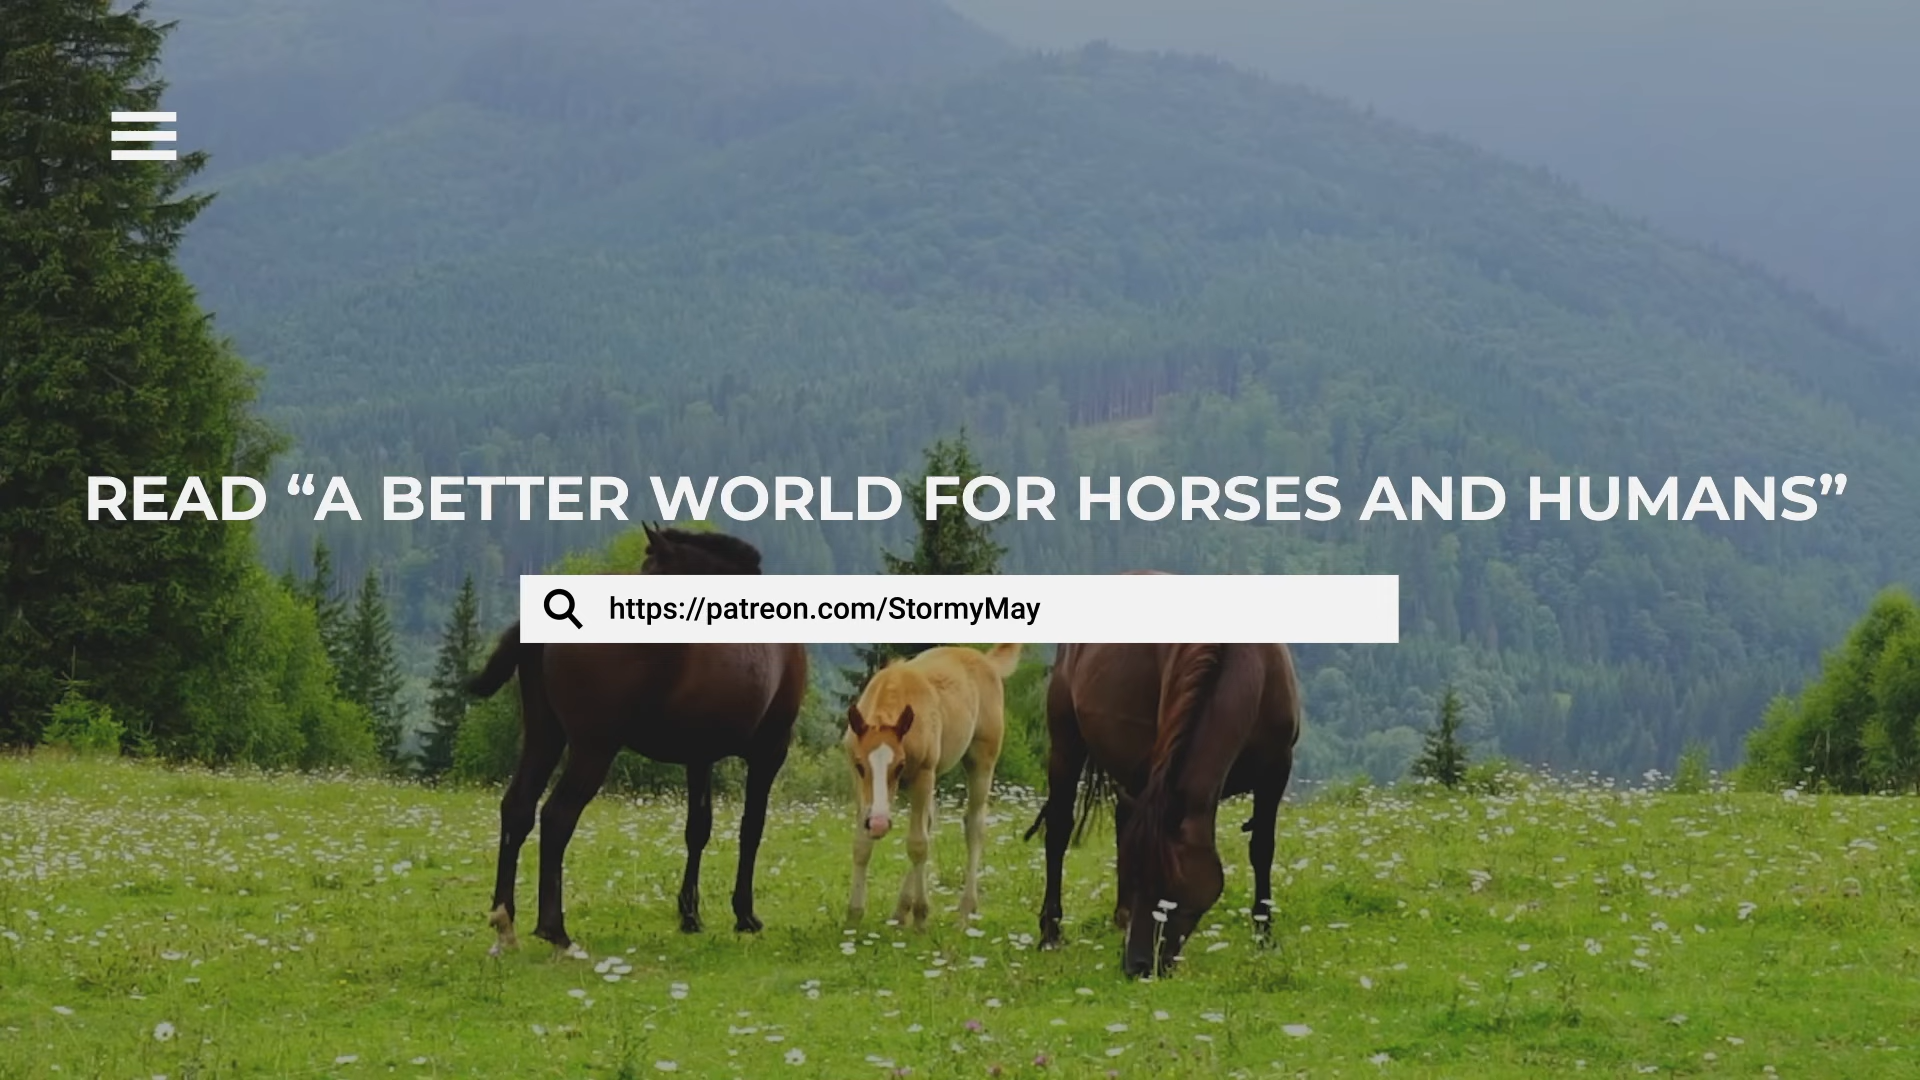 READ “A BETTER WORLD FOR HORSES AND HUMANS”
https://patreon.com/StormyMay